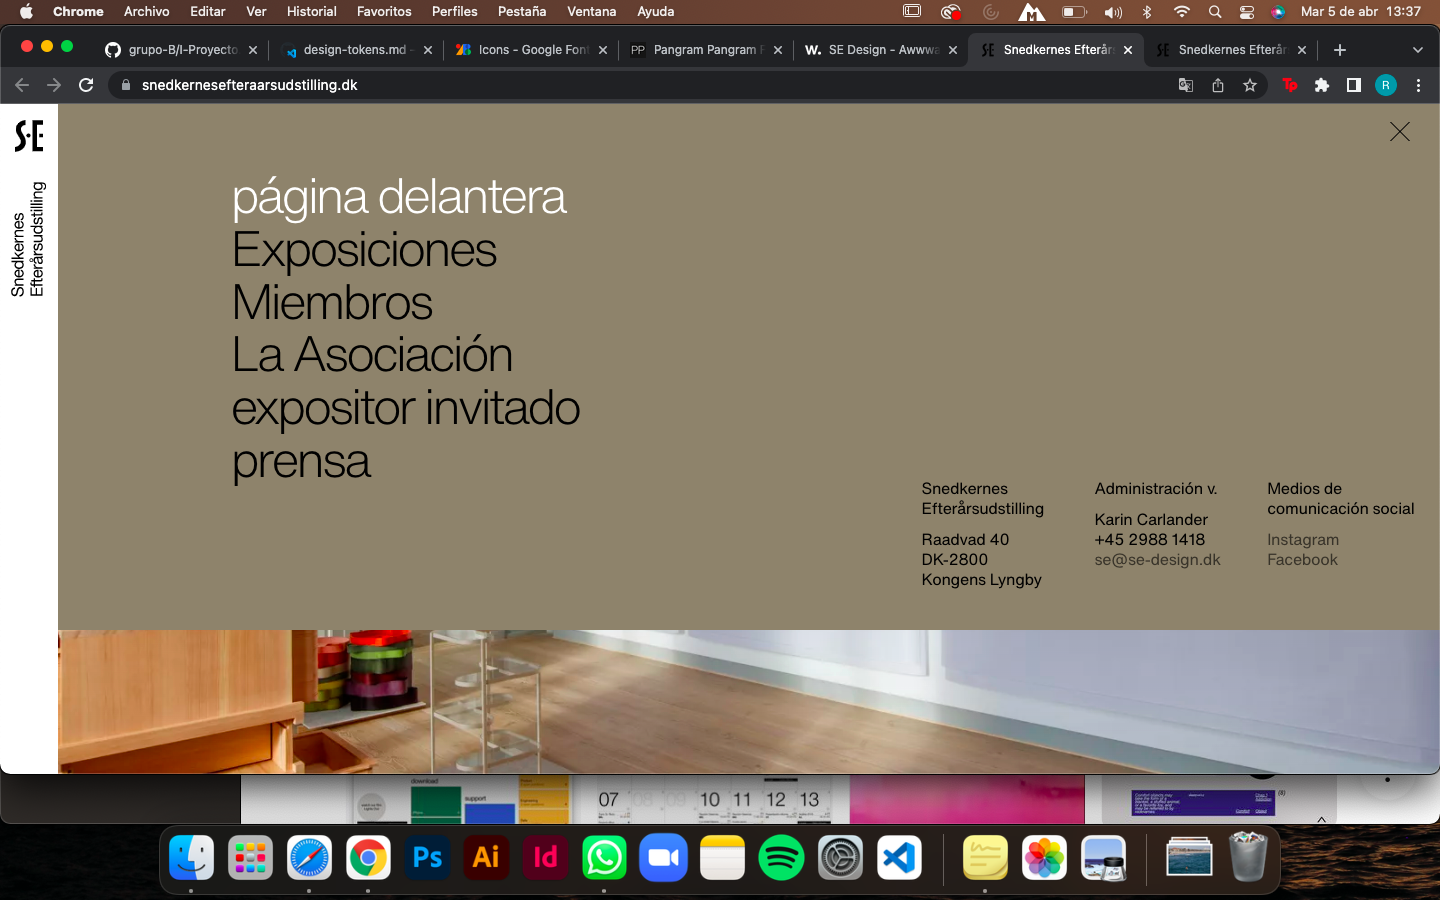 Chrome Archivo Editar Ver Historial Favoritos Perfiles Pestaña Ventana Ayuda Mar 5 de abr 13:37
grupo-B/I-Proyecto design-tokens.md - Icons - Google Font Pangram Pangram F SE Design - Awwwa Snedkernes Efterår Snedkernes Efterår
snedkernesefteraarsudstilling.dk
Tp
R
S·E
Snedkernes
Efterårsudstilling
página delantera
Exposiciones
Miembros
La Asociación
expositor invitado
prensa
Snedkernes
Efterårsudstilling
Raadvad 40
DK-2800
Kongens Lyngby
Administración v.
Karin Carlander
+45 2988 1418
se@se-design.dk
Medios de
comunicación social
Instagram
Facebook
download
support
07 08 09 10 11 12 13
Ps Ai Id